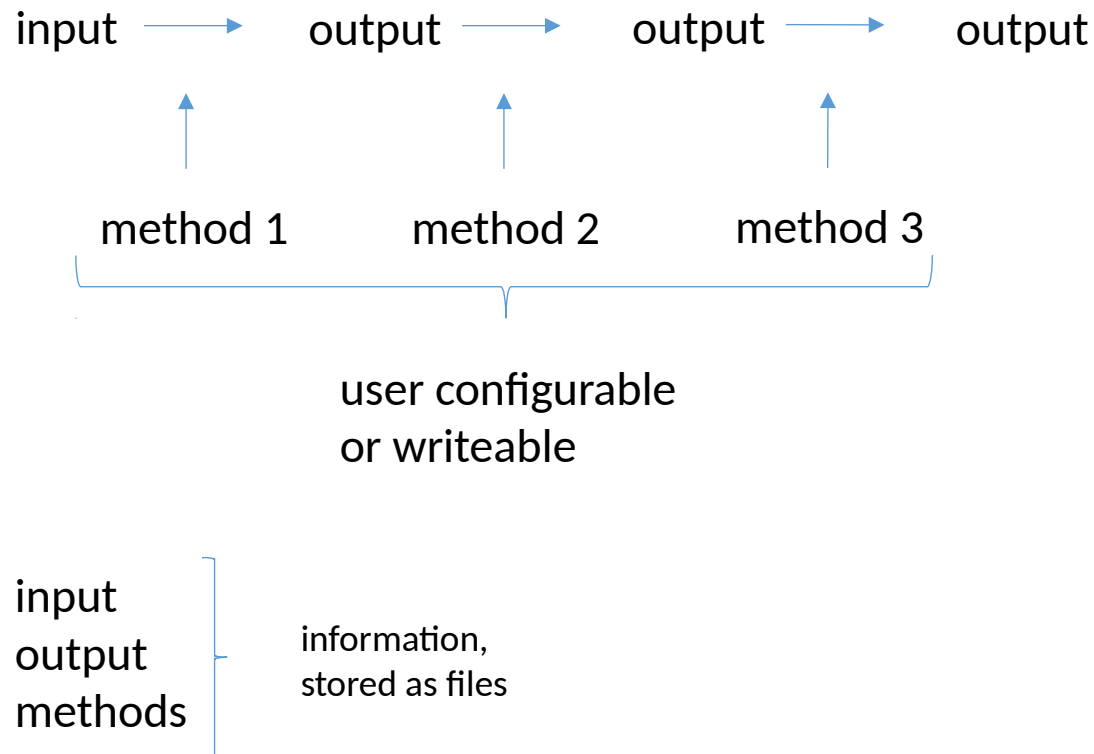 input output output output
method 1 method 2 method 3
user configurable
or writeable
input
output
methods
information,
stored as files